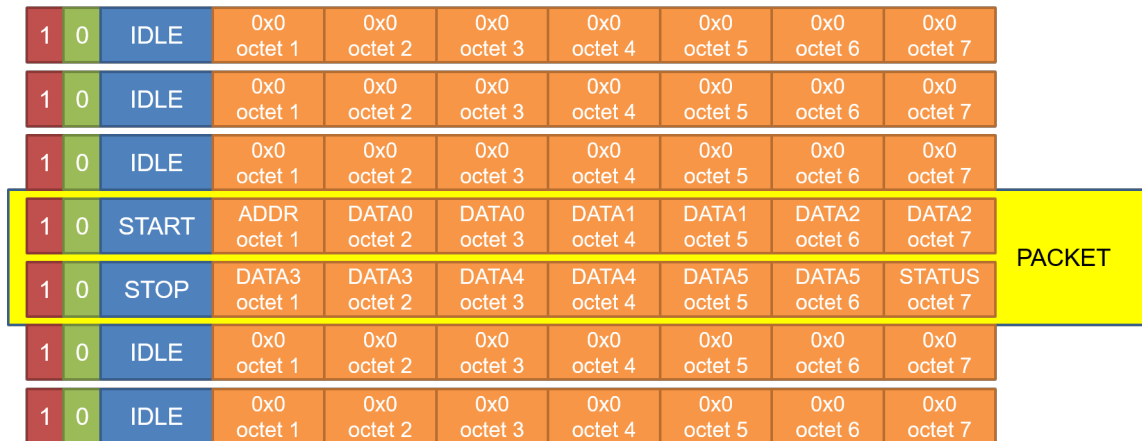 1 0 IDLE 0x0 octet 1 0x0 octet 2 0x0 octet 3 0x0 octet 4 0x0 octet 5 0x0 octet 6 0x0 octet 7
1 0 IDLE 0x0 octet 1 0x0 octet 2 0x0 octet 3 0x0 octet 4 0x0 octet 5 0x0 octet 6 0x0 octet 7
1 0 IDLE 0x0 octet 1 0x0 octet 2 0x0 octet 3 0x0 octet 4 0x0 octet 5 0x0 octet 6 0x0 octet 7
1 0 START ADDR octet 1 DATA0 octet 2 DATA0 octet 3 DATA1 octet 4 DATA1 octet 5 DATA2 octet 6 DATA2 octet 7
PACKET
1 0 STOP DATA3 octet 1 DATA3 octet 2 DATA4 octet 3 DATA4 octet 4 DATA5 octet 5 DATA5 octet 6 STATUS octet 7
1 0 IDLE 0x0 octet 1 0x0 octet 2 0x0 octet 3 0x0 octet 4 0x0 octet 5 0x0 octet 6 0x0 octet 7
1 0 IDLE 0x0 octet 1 0x0 octet 2 0x0 octet 3 0x0 octet 4 0x0 octet 5 0x0 octet 6 0x0 octet 7